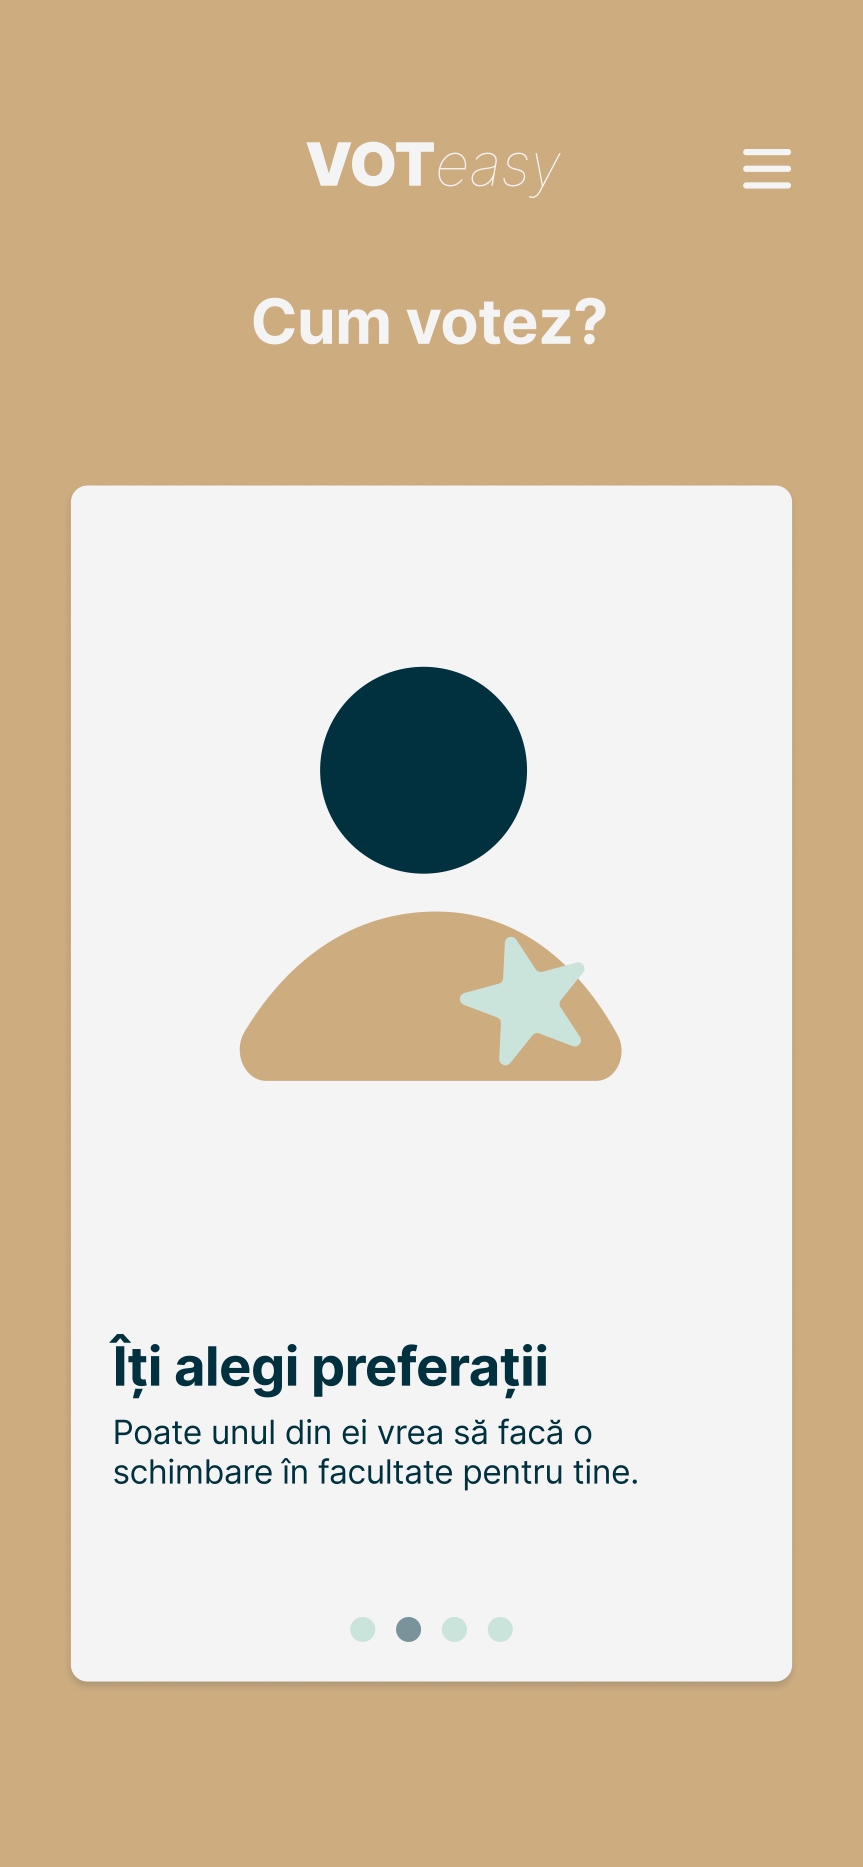 VOTeasy
Cum votez?
Îți alegi preferații
Poate unul din ei vrea să facă o
schimbare în facultate pentru tine.